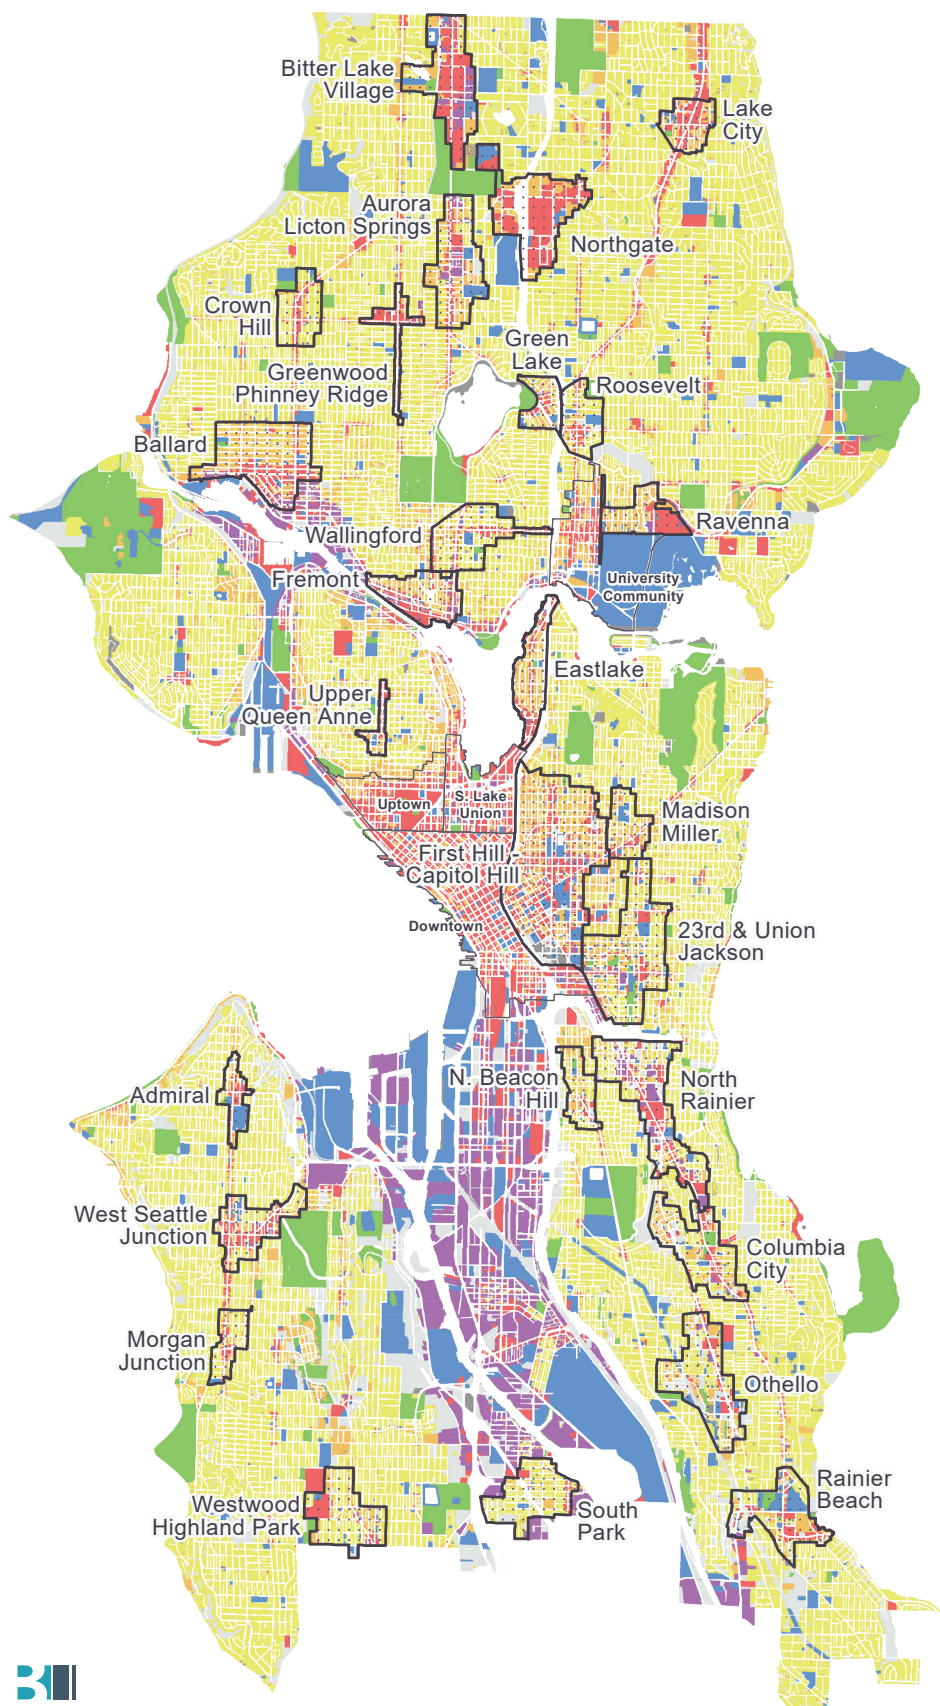 Bitter Lake
Village
Lake
City
Aurora
Licton Springs
Northgate
Crown
Hill
Green
Lake
Greenwood
Phinney Ridge
Roosevelt
Ballard
Ravenna
Wallingford
Fremont
University
Community
Eastlake
Upper
Queen Anne
Uptown
S. Lake
Union
Madison
Miller
First Hill -
Capitol Hill
Downtown
23rd & Union
Jackson
N. Beacon
Hill
North
Rainier
Admiral
West Seattle
Junction
Columbia
City
Morgan
Junction
Othello
Rainier
Beach
Westwood
Highland Park
South
Park